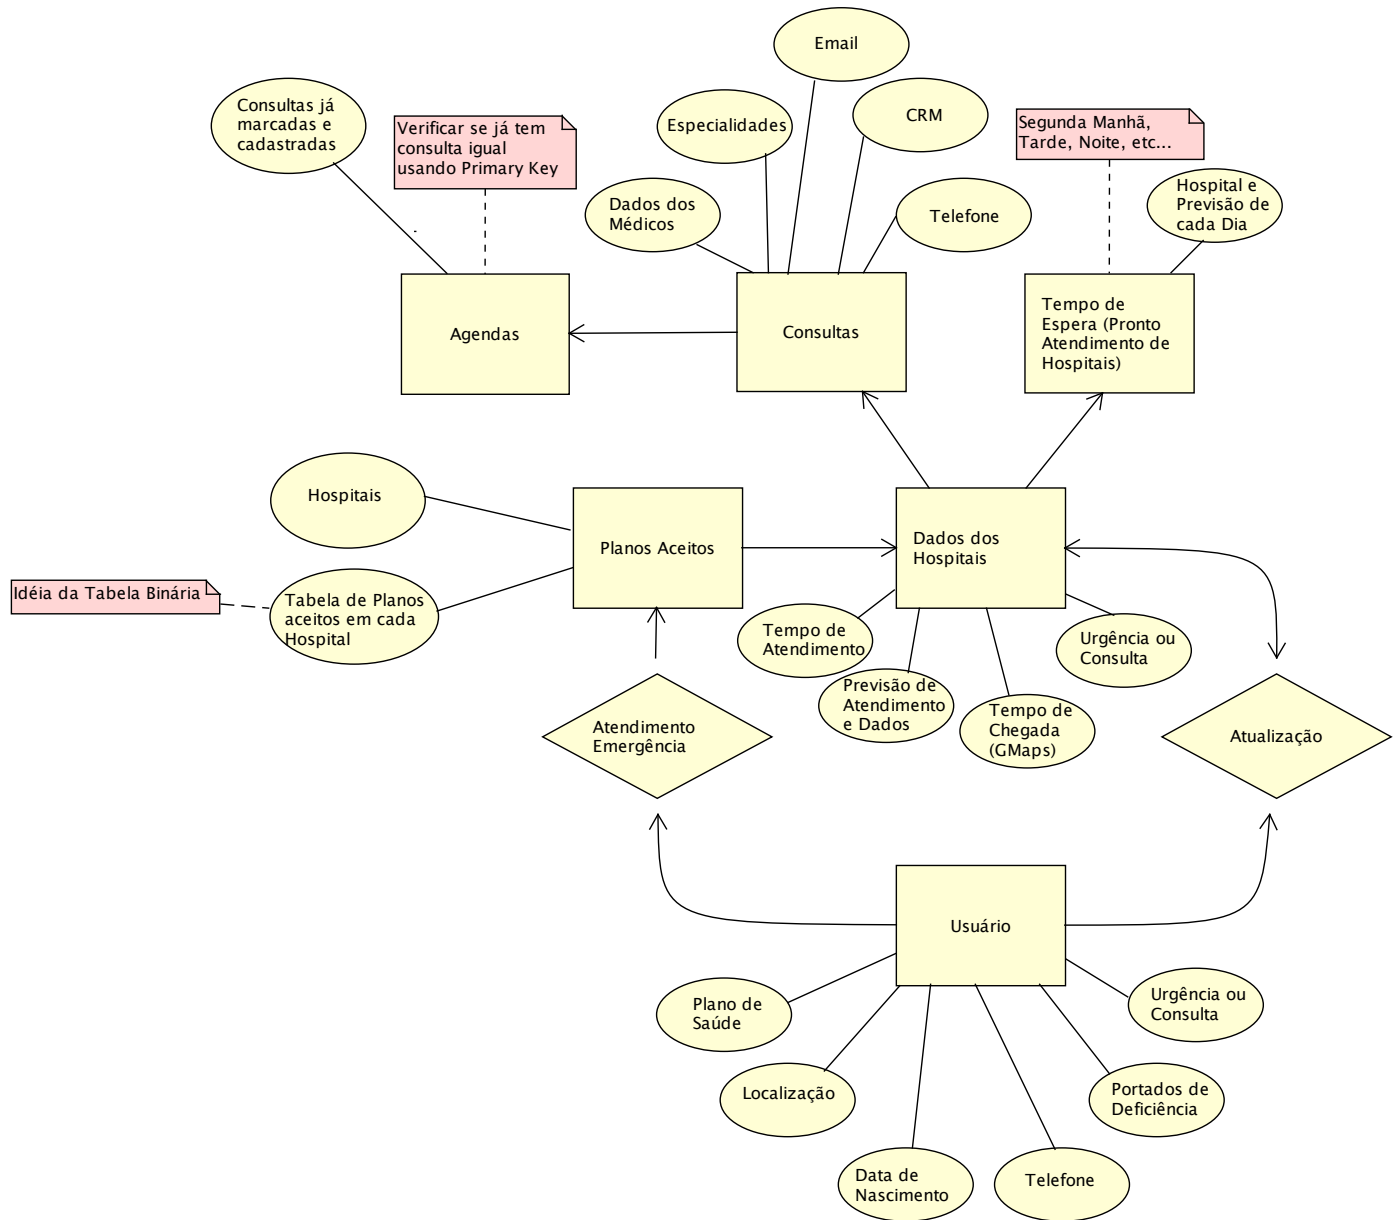 Email
Consultas já
marcadas e
cadastradas
Verificar se já tem
consulta igual
usando Primary Key
Especialidades
CRM
Segunda Manhã,
Tarde, Noite, etc...
Dados dos
Médicos
Telefone
Hospital e
Previsão de
cada Dia
Agendas
Consultas
Tempo de
Espera (Pronto
Atendimento de
Hospitais)
Hospitais
Planos Aceitos
Dados dos
Hospitais
Idéia da Tabela Binária
Tabela de Planos
aceitos em cada
Hospital
Tempo de
Atendimento
Urgência ou
Consulta
Previsão de
Atendimento
e Dados
Tempo de
Chegada
(GMaps)
Atendimento
Emergência
Atualização
Usuário
Plano de
Saúde
Urgência ou
Consulta
Localização
Portados de
Deficiência
Data de
Nascimento
Telefone